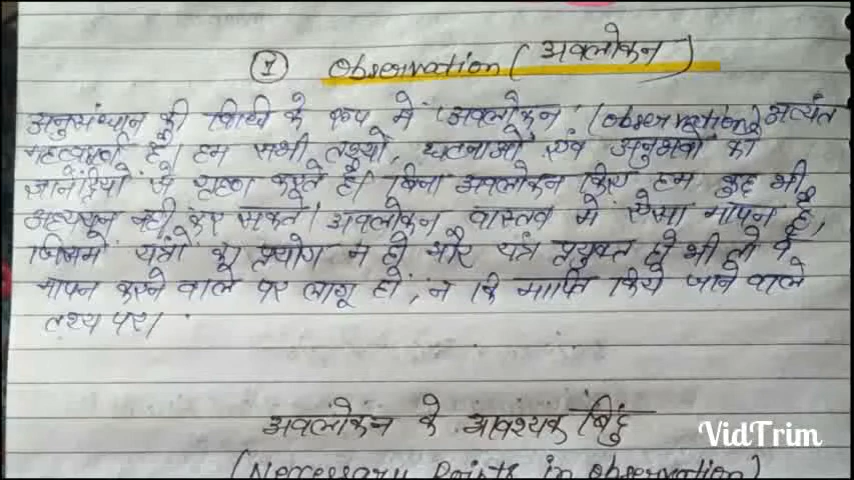 1 Observation (अवलोकन)
अनुसंध्यान की विधि के रूप में 'अवलोकन' (observation) अत्यंत
महत्वपूर्ण है। हम सभी तथ्यों, घटनाओं एवं अनुभवों को
ज्ञानेंद्रियों से ग्रहण करते हैं। बिना अवलोकन किए हम कुछ भी
अध्ययन नहीं कर सकते। अवलोकन वास्तव में ऐसा मापन है,
जिसमें यंत्रों का प्रयोग न हो और यंत्र प्रयुक्त हो भी तो वे
मापन करने वाले पर लागू हो, न कि मापित किये जाने वाले
तथ्य पर।
अवलोकन के आवश्यक बिंदु
(Necessary Points in observation)
VidTrim